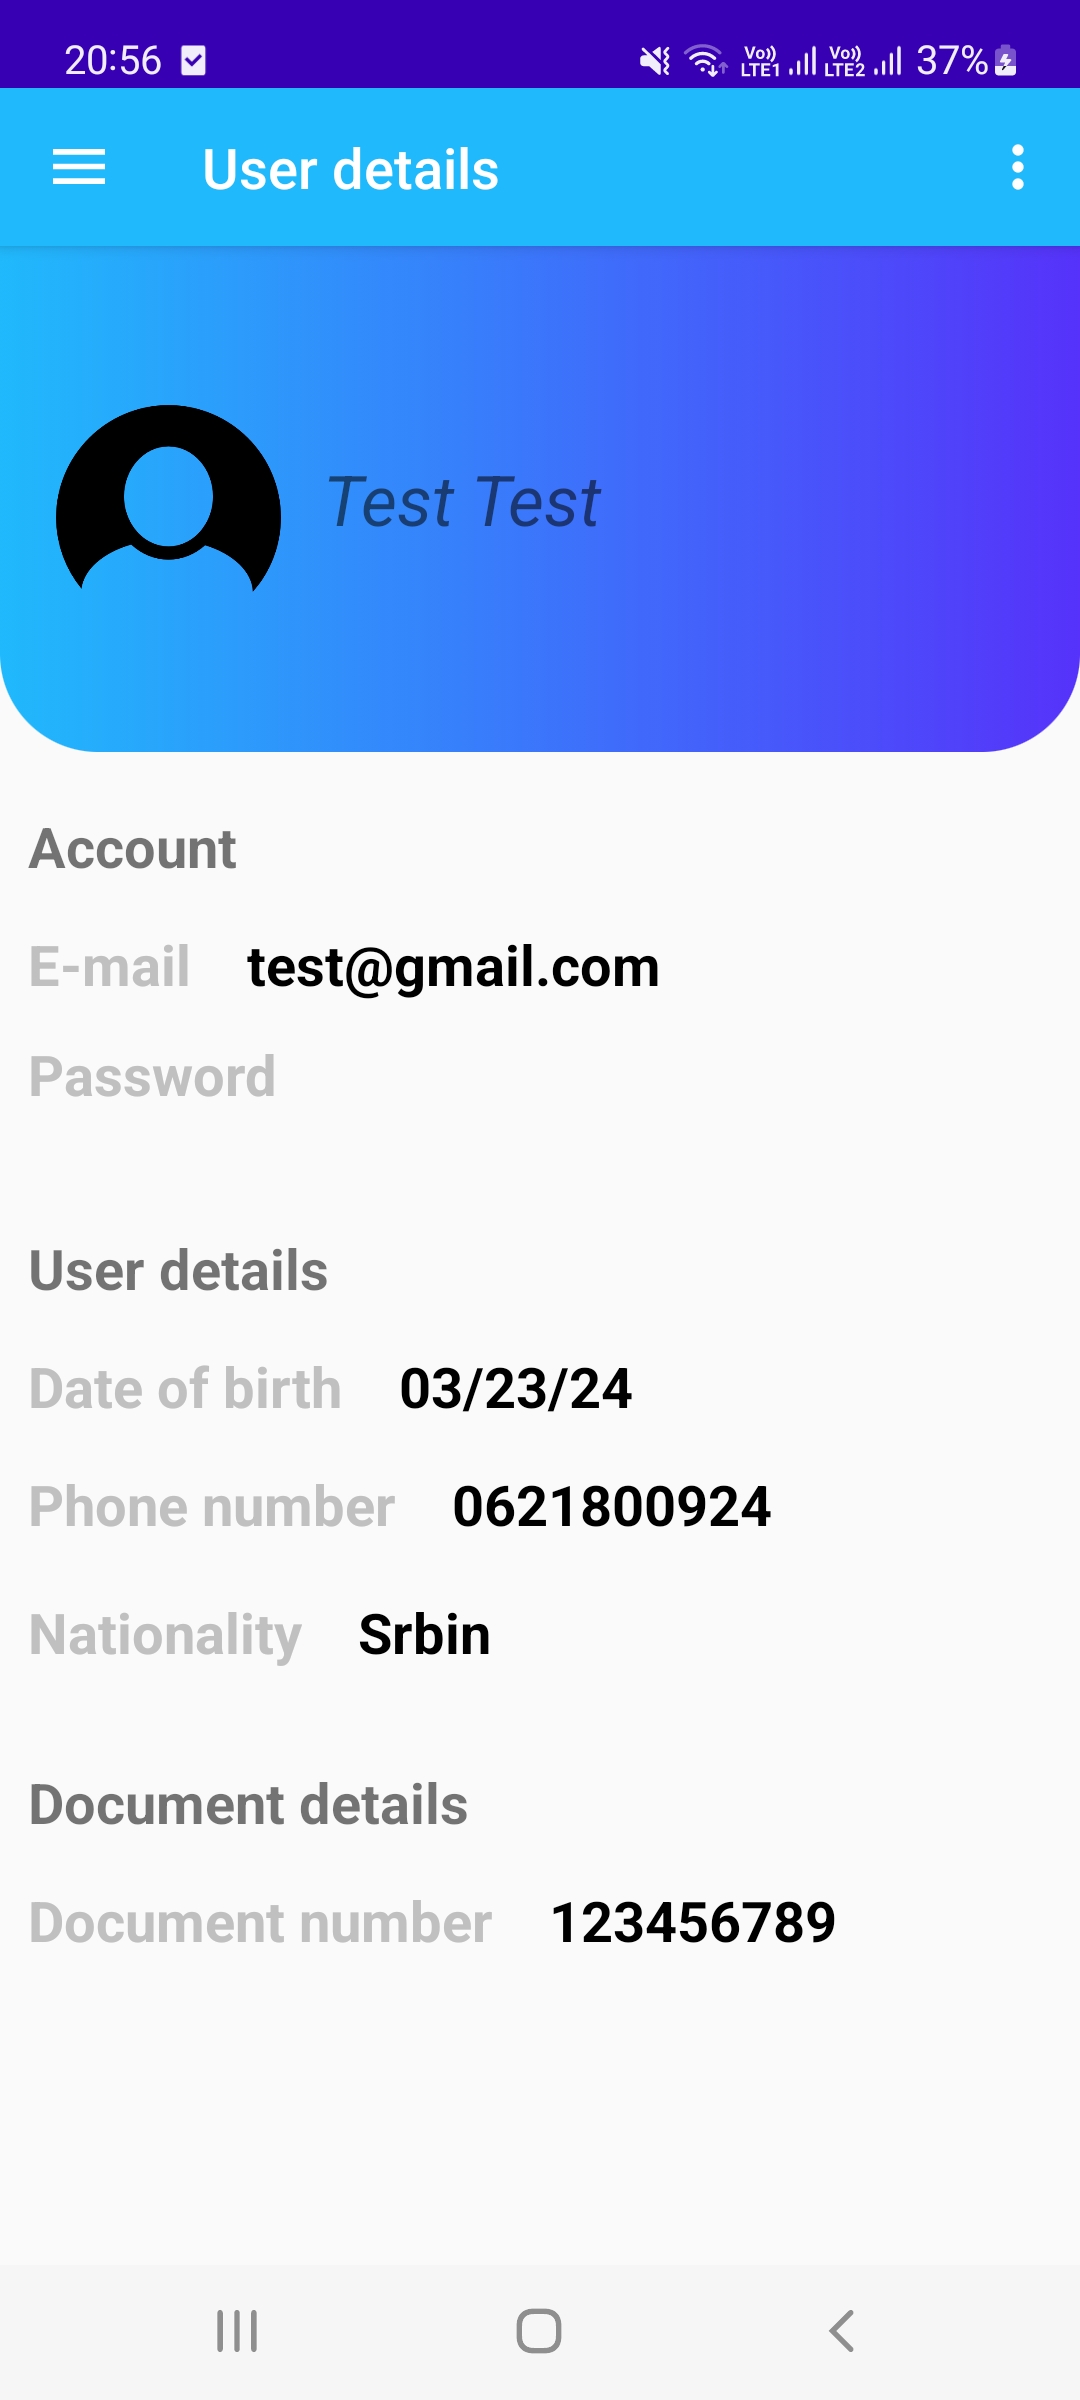 20:56 Vo)) LTE1 Vo)) LTE2 37%
User details
Test Test
Account
E-mail test@gmail.com
Password
User details
Date of birth 03/23/24
Phone number 0621800924
Nationality Srbin
Document details
Document number 123456789